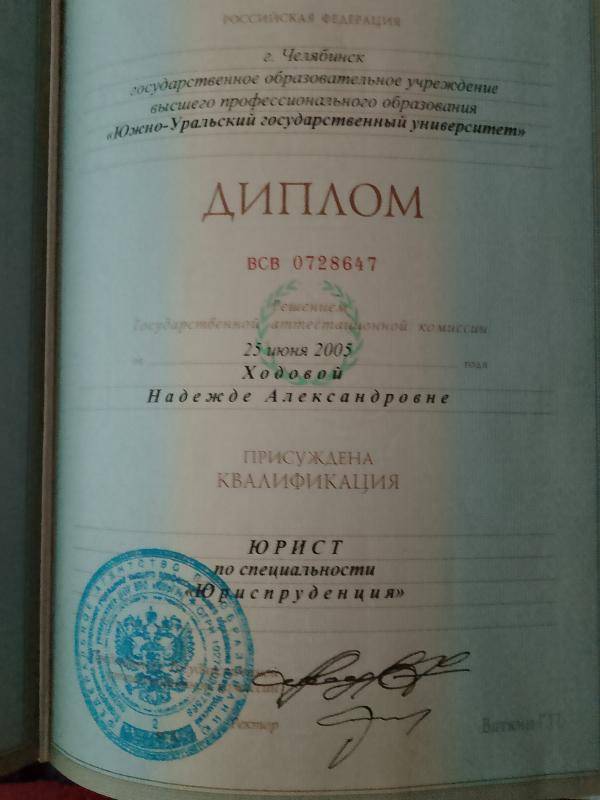 РОССИЙСКАЯ ФЕДЕРАЦИЯ
г. Челябинск
государственное образовательное учреждение
высшего профессионального образования
«Южно-Уральский государственный университет»
ДИПЛОМ
ВСВ 0728647
Решением
Государственной аттестационной комиссии
от 25 июня 2005 года
Ходовой
Надежде Александровне
ПРИСУЖДЕНА
КВАЛИФИКАЦИЯ
ЮРИСТ
по специальности
«Юриспруденция»
Ректор